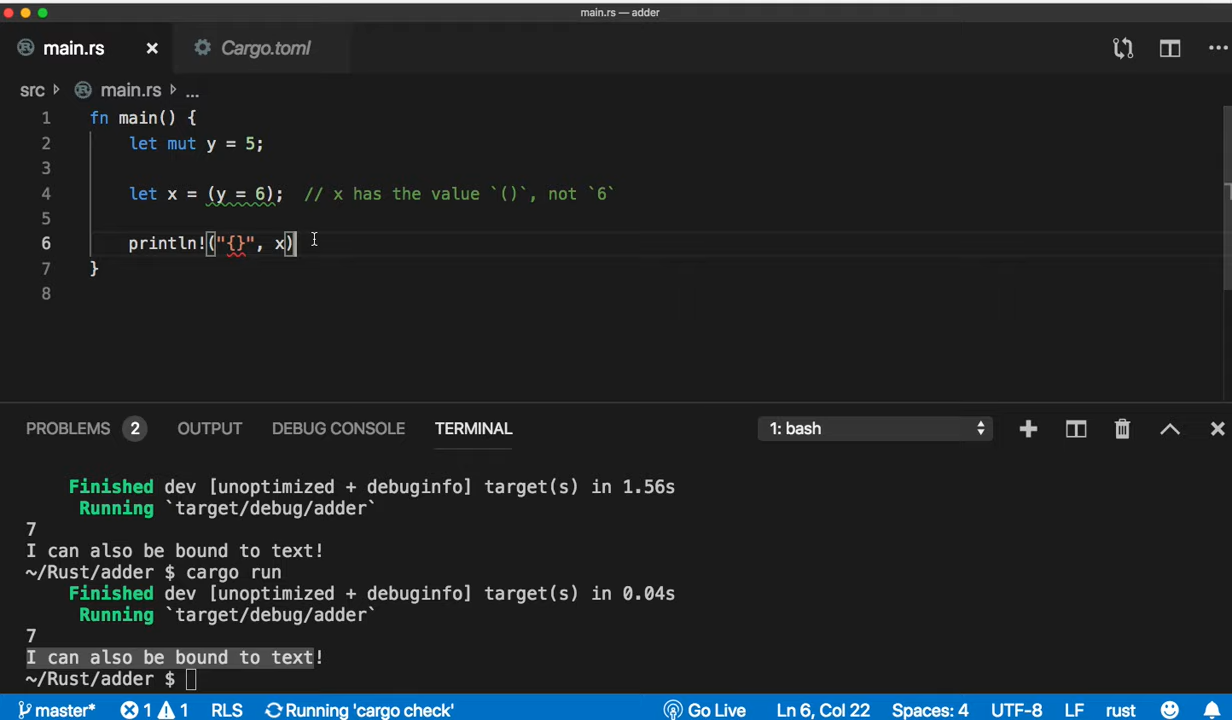 main.rs — adder
main.rs Cargo.toml
src main.rs ...
1 fn main() {
2 let mut y = 5;
3
4 let x = (y = 6); // x has the value `()`, not `6`
5
6 println!("{}", x)
7 }
8
PROBLEMS 2 OUTPUT DEBUG CONSOLE TERMINAL 1: bash
Finished dev [unoptimized + debuginfo] target(s) in 1.56s
Running `target/debug/adder`
7
I can also be bound to text!
~/Rust/adder $ cargo run
Finished dev [unoptimized + debuginfo] target(s) in 0.04s
Running `target/debug/adder`
7
I can also be bound to text!
~/Rust/adder $
master* 1 1 RLS Running 'cargo check' Go Live Ln 6, Col 22 Spaces: 4 UTF-8 LF rust